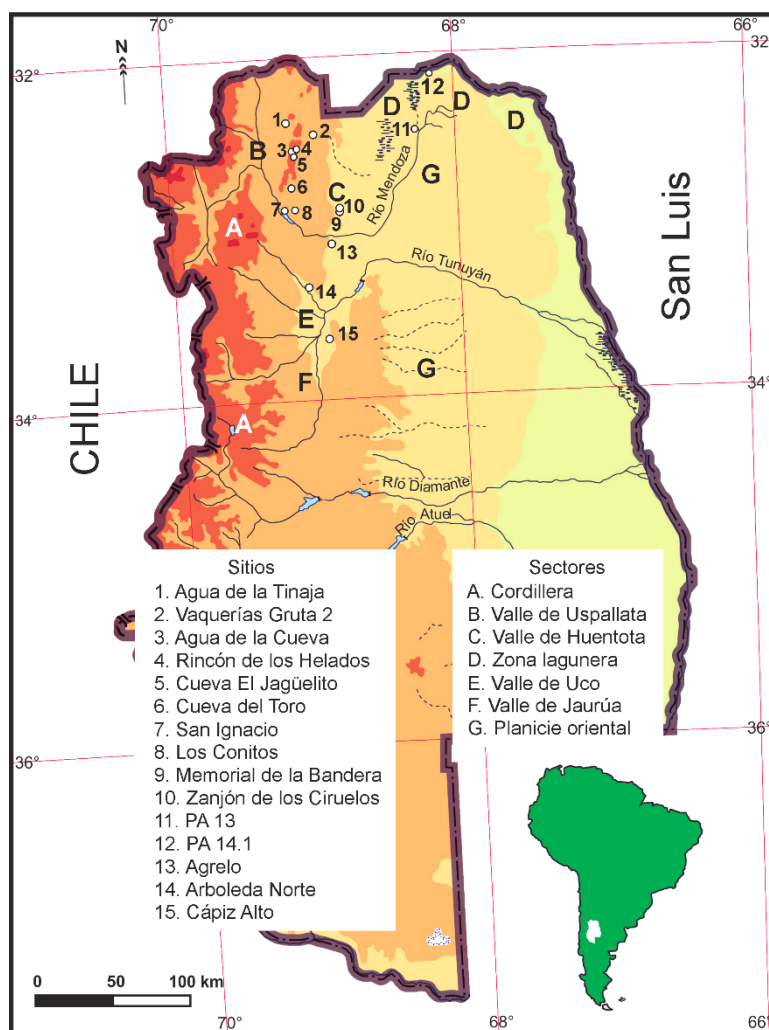 70°
68°
66°
N
32°
32
12
D
D
D
1
2
11
3
4
B
5
G
6
C
Río Mendoza
7
8
10
9
A
13
San Luis
Río Tunuyán
14
E
15
CHILE
F
G
34°
34°
A
Río Diamante
Río Atuel
Sitios
1. Agua de la Tinaja
2. Vaquerías Gruta 2
3. Agua de la Cueva
4. Rincón de los Helados
5. Cueva El Jagüelito
6. Cueva del Toro
7. San Ignacio
8. Los Conitos
9. Memorial de la Bandera
10. Zanjón de los Ciruelos
11. PA 13
12. PA 14.1
13. Agrelo
14. Arboleda Norte
15. Cápiz Alto
Sectores
A. Cordillera
B. Valle de Uspallata
C. Valle de Huentota
D. Zona lagunera
E. Valle de Uco
F. Valle de Jaurúa
G. Planicie oriental
36°
36°
0 50 100 km
70°
68°
66°